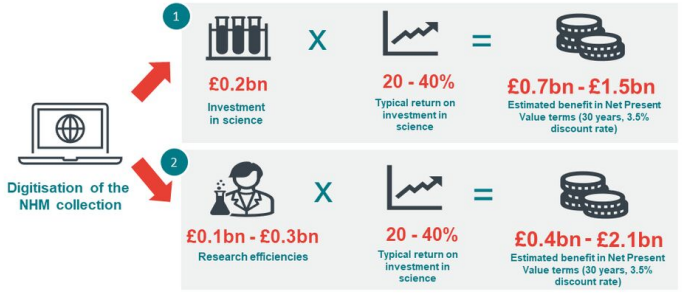 1
X
=
£0.2bn
Investment
in science
20 - 40%
Typical return on
investment in
science
£0.7bn - £1.5bn
Estimated benefit in Net Present
Value terms (30 years, 3.5%
discount rate)
Digitisation of the
NHM collection
2
X
=
£0.1bn - £0.3bn
Research efficiencies
20 - 40%
Typical return on
investment in
science
£0.4bn - £2.1bn
Estimated benefit in Net Present
Value terms (30 years, 3.5%
discount rate)